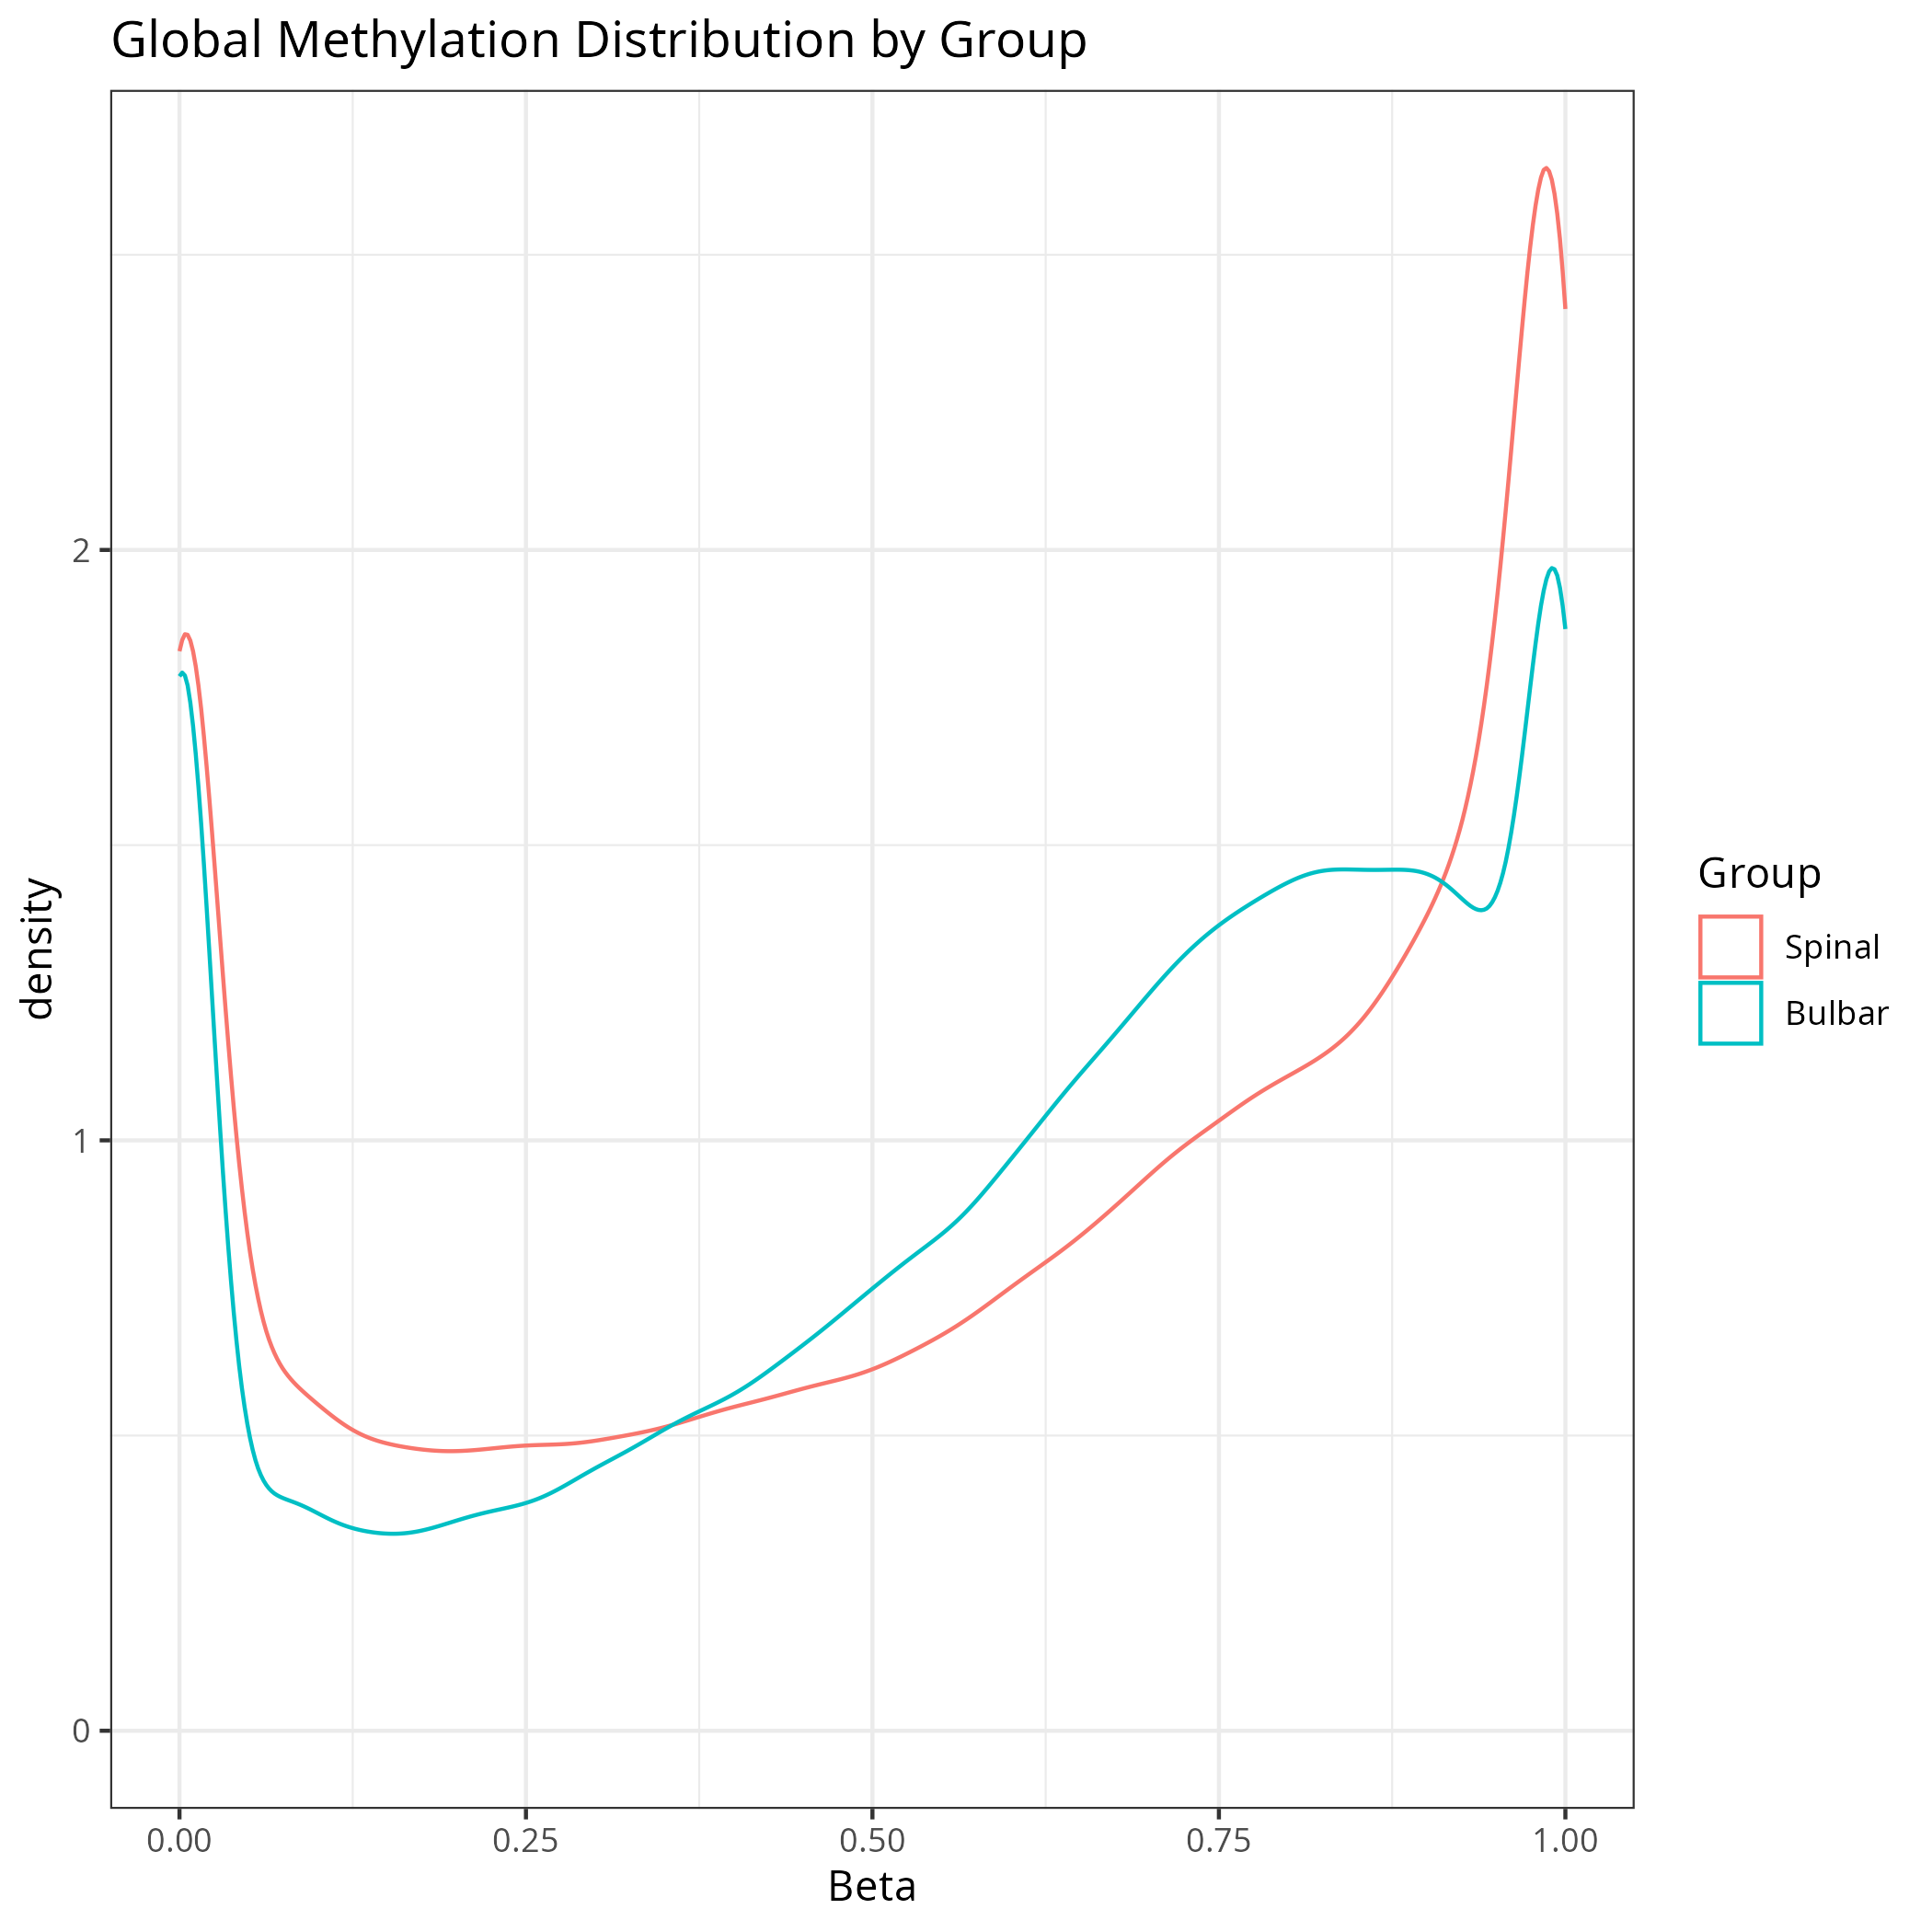 Global Methylation Distribution by Group
density
2
1
0
0.00 0.25 0.50 0.75 1.00
Beta
Group
Spinal
Bulbar